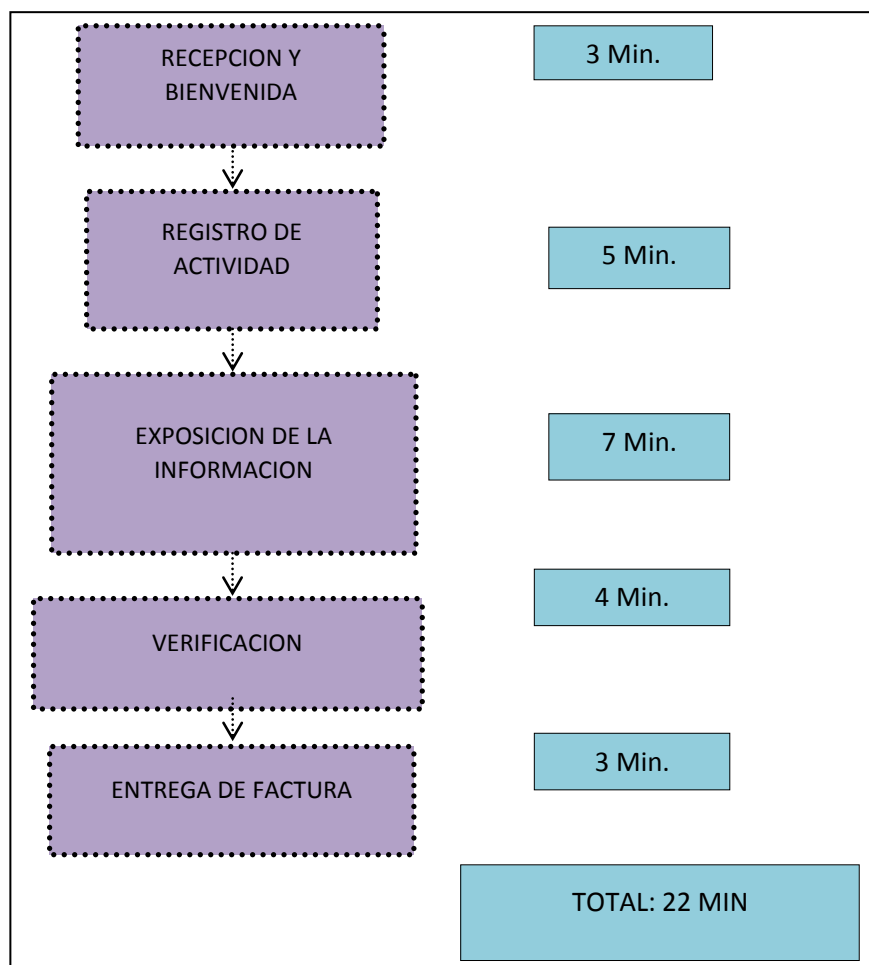 RECEPCION Y
BIENVENIDA
3 Min.
REGISTRO DE
ACTIVIDAD
5 Min.
EXPOSICION DE LA
INFORMACION
7 Min.
VERIFICACION
4 Min.
ENTREGA DE FACTURA
3 Min.
TOTAL: 22 MIN